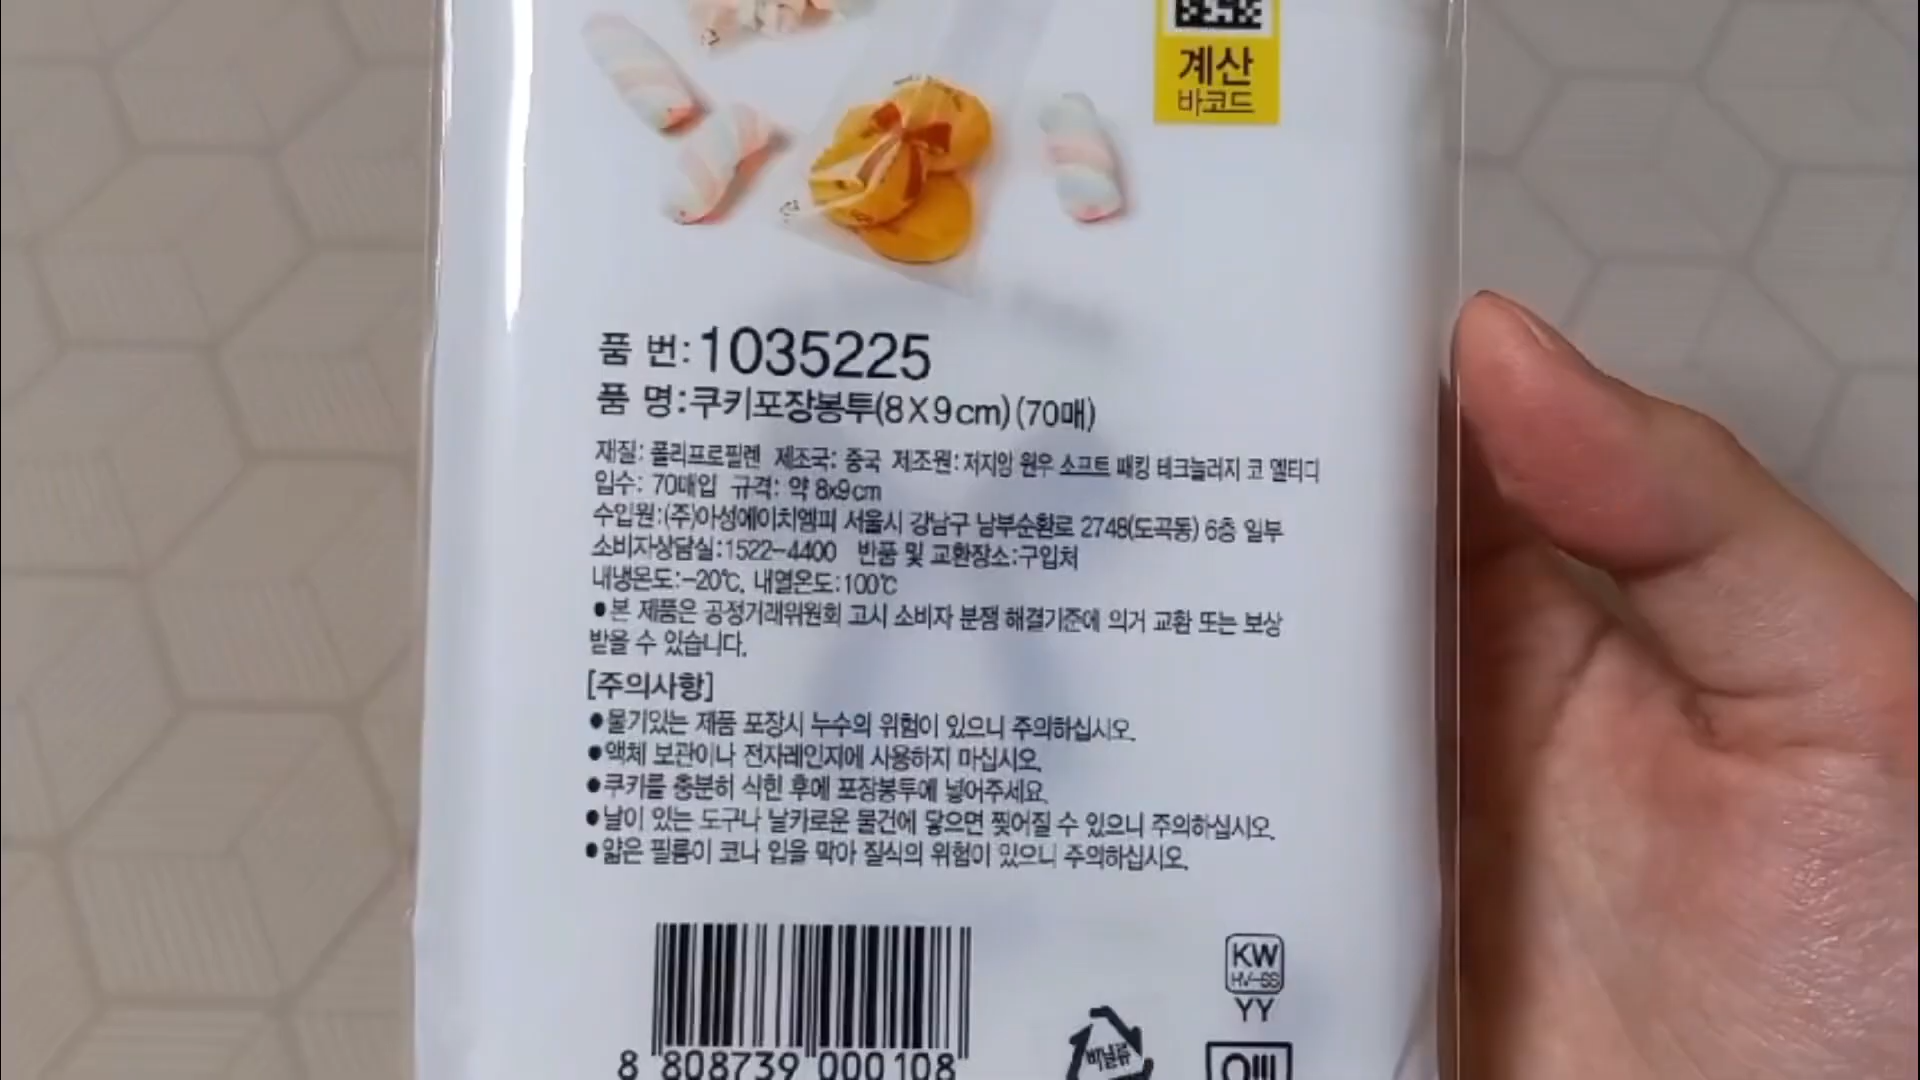 계산
바코드
품 번:1035225
품 명:쿠키포장봉투(8X9cm)(70매)
재질: 폴리프로필렌 제조국: 중국 제조원: 저지앙 원우 소프트 패킹 테크놀러지 코 엘티디
입수: 70매입 규격: 약 8x9cm
수입원:(주)아성에이치엠피 서울시 강남구 남부순환로 2748(도곡동) 6층 일부
소비자상담실:1522-4400 반품 및 교환장소:구입처
내냉온도:-20℃, 내열온도:100℃
●본 제품은 공정거래위원회 고시 소비자 분쟁 해결기준에 의거 교환 또는 보상
받을 수 있습니다.
[주의사항]
●물기있는 제품 포장시 누수의 위험이 있으니 주의하십시오.
●액체 보관이나 전자레인지에 사용하지 마십시오.
●쿠키를 충분히 식힌 후에 포장봉투에 넣어주세요.
●날이 있는 도구나 날카로운 물건에 닿으면 찢어질 수 있으니 주의하십시오.
●얇은 필름이 코나 입을 막아 질식의 위험이 있으니 주의하십시오.
KW
HV-SS
YY
비닐류
8 808739 000108